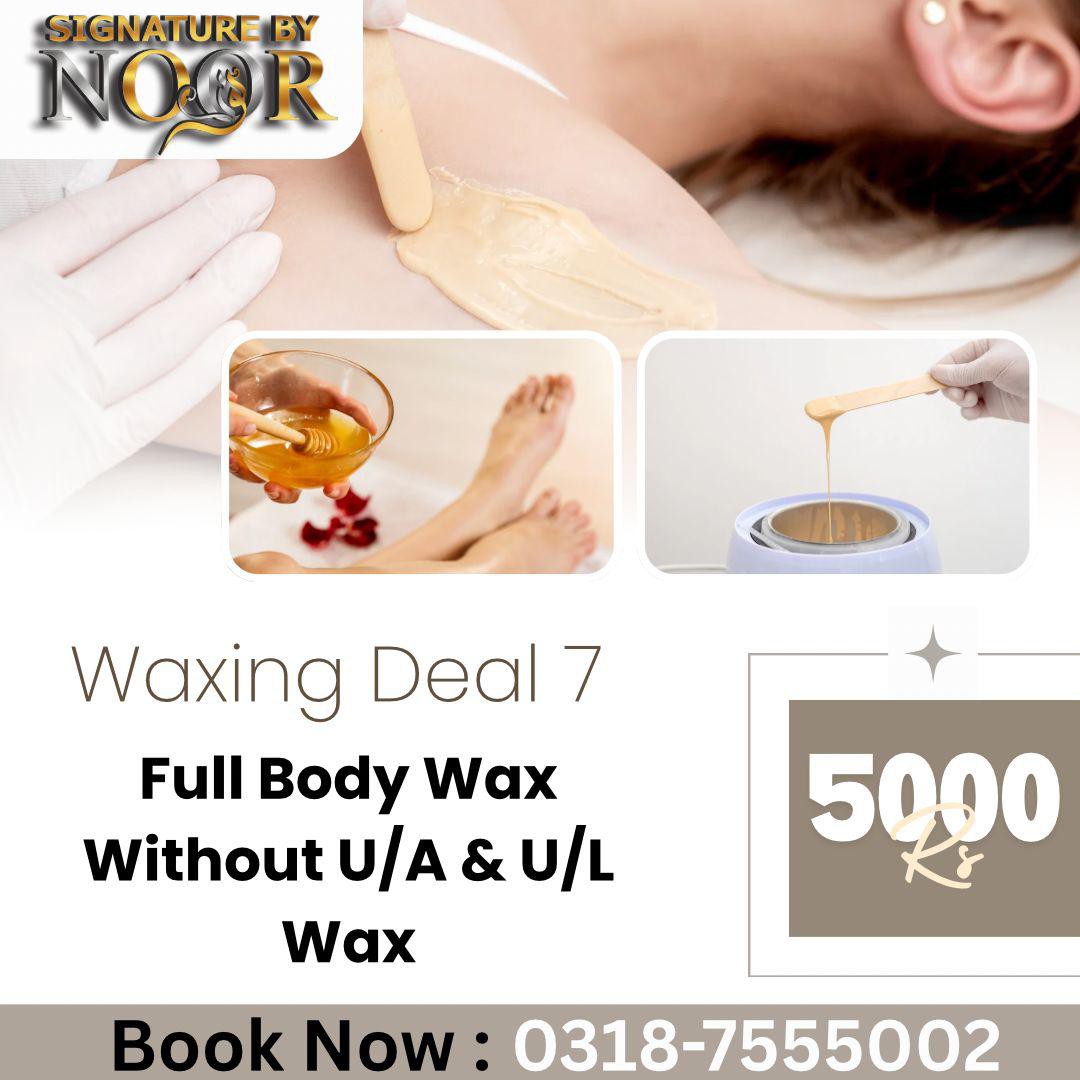 SIGNATURE BY
NOOR
Waxing Deal 7
Full Body Wax
Without U/A & U/L
Wax
5000
Rs
Book Now : 0318-7555002